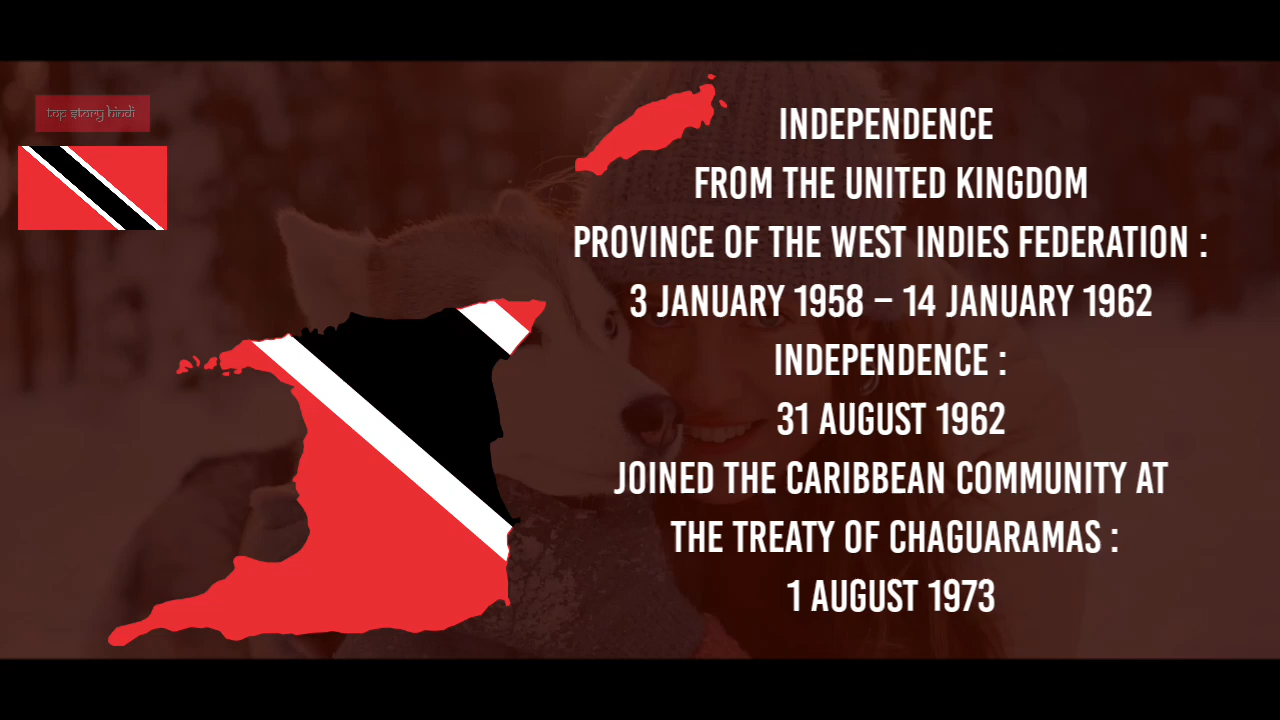 top story hindi
INDEPENDENCE
FROM THE UNITED KINGDOM
PROVINCE OF THE WEST INDIES FEDERATION :
3 JANUARY 1958 – 14 JANUARY 1962
INDEPENDENCE :
31 AUGUST 1962
JOINED THE CARIBBEAN COMMUNITY AT
THE TREATY OF CHAGUARAMAS :
1 AUGUST 1973